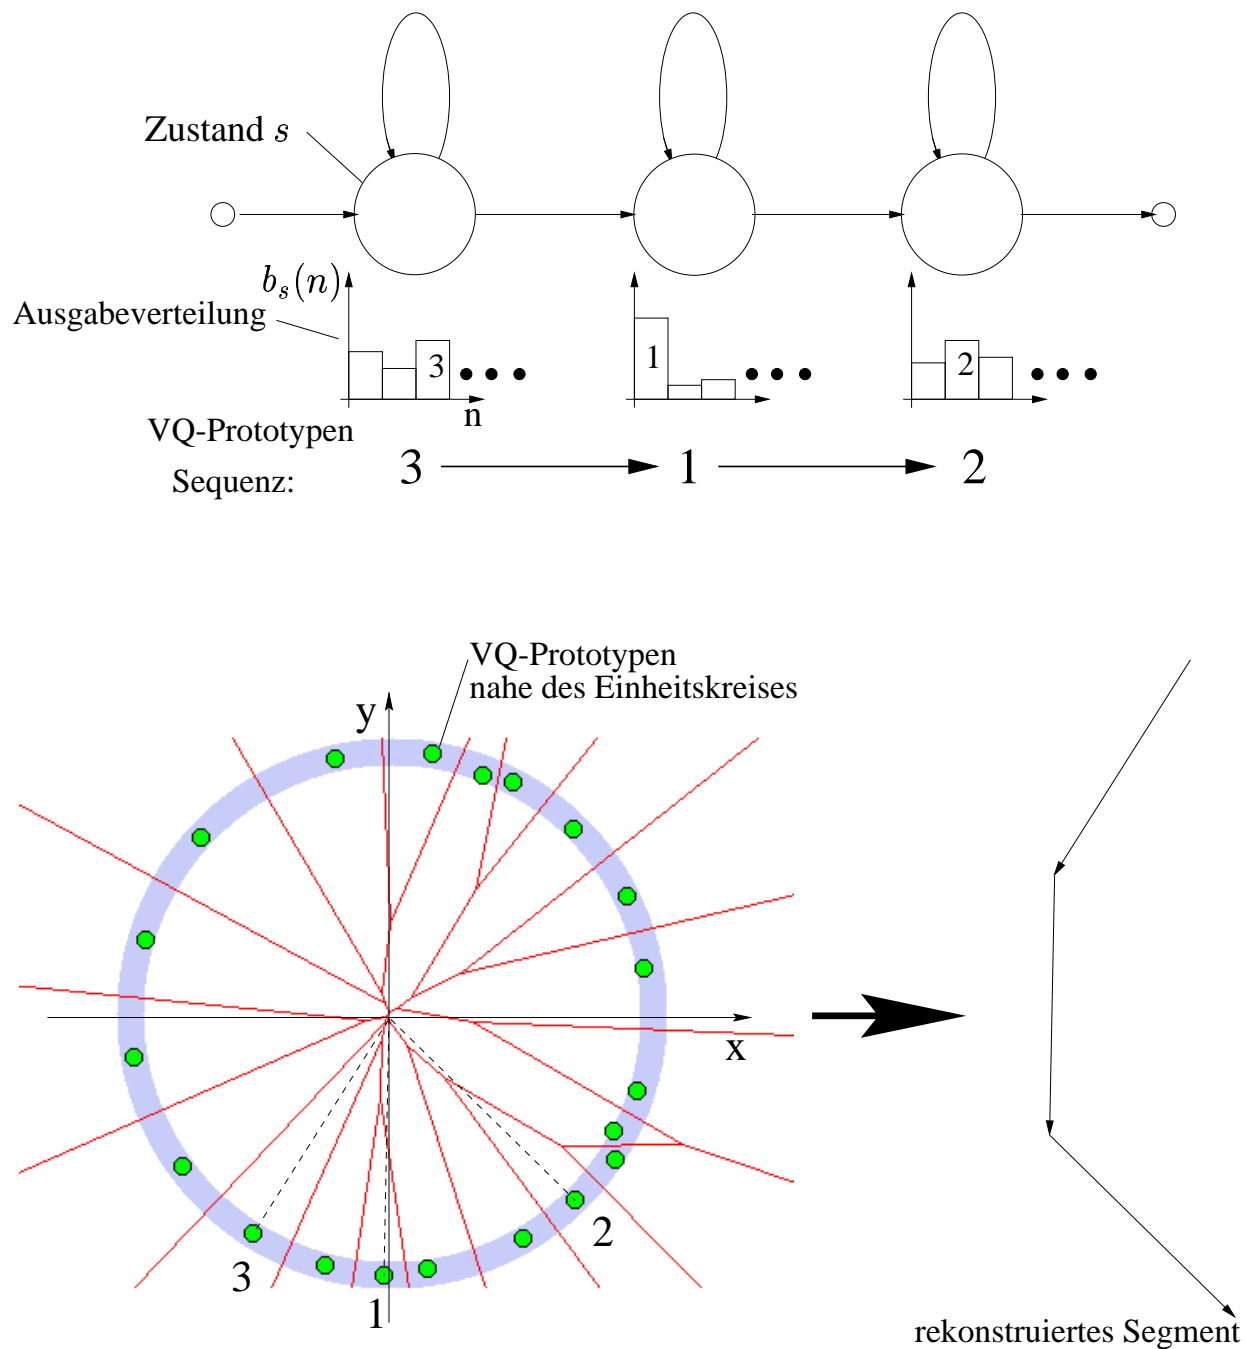 Zustand s
b_s(n)
Ausgabeverteilung
3
1
2
n
VQ-Prototypen
Sequenz:
3
1
2
VQ-Prototypen
nahe des Einheitskreises
y
x
2
3
1
rekonstruiertes Segment